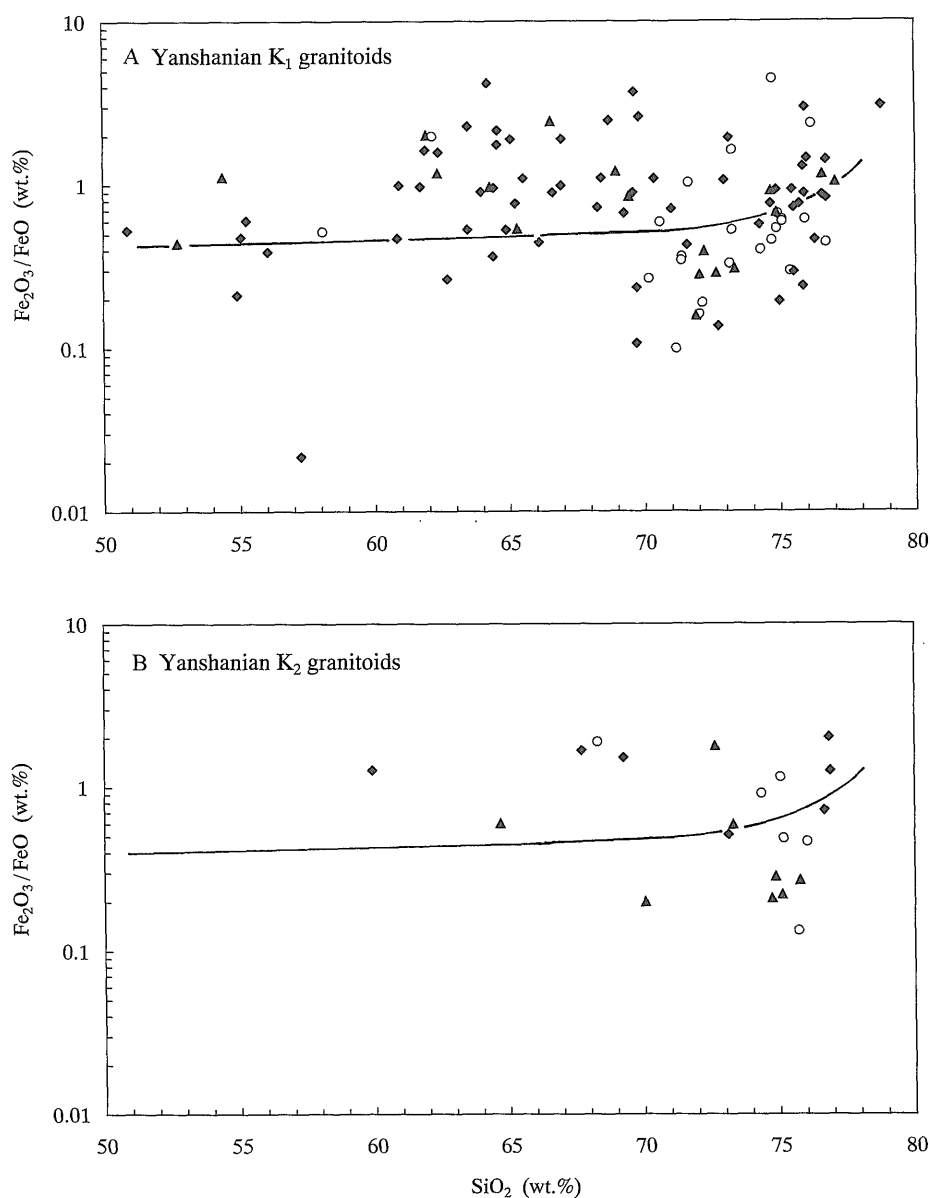 10
A Yanshanian K₁ granitoids
1
Fe₂O₃/FeO (wt.%)
0.1
0.01
50 55 60 65 70 75 80
10
B Yanshanian K₂ granitoids
1
Fe₂O₃/FeO (wt.%)
0.1
0.01
50 55 60 65 70 75 80
SiO₂ (wt.%)